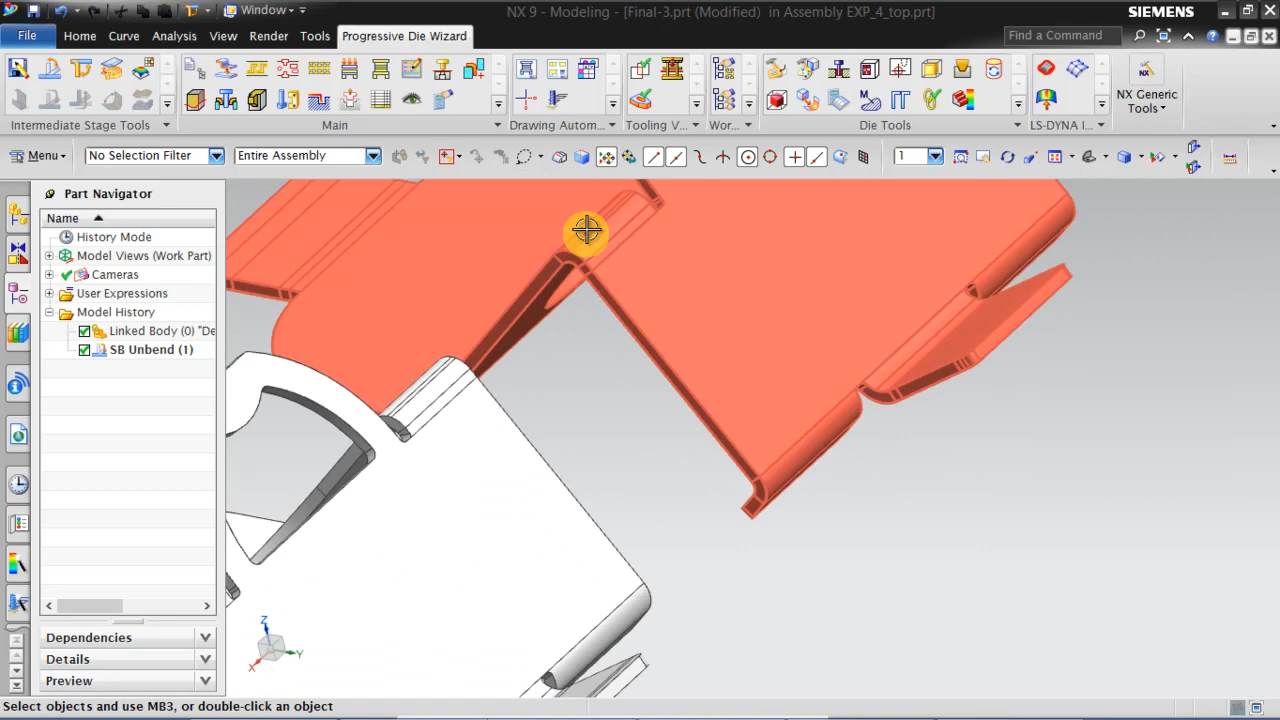 Window
NX 9 - Modeling - [Final-3.prt (Modified) in Assembly EXP_4_top.prt]
SIEMENS
File Home Curve Analysis View Render Tools Progressive Die Wizard
Find a Command
NX Generic
Tools
Intermediate Stage Tools Main Drawing Autom... Tooling V... Wor... Die Tools LS-DYNA I...
Menu No Selection Filter Entire Assembly 1
Part Navigator
Name
History Mode
Model Views (Work Part)
Cameras
User Expressions
Model History
Linked Body (0) "De
SB Unbend (1)
Z
Y
X
Dependencies
Details
Preview
Select objects and use MB3, or double-click an object